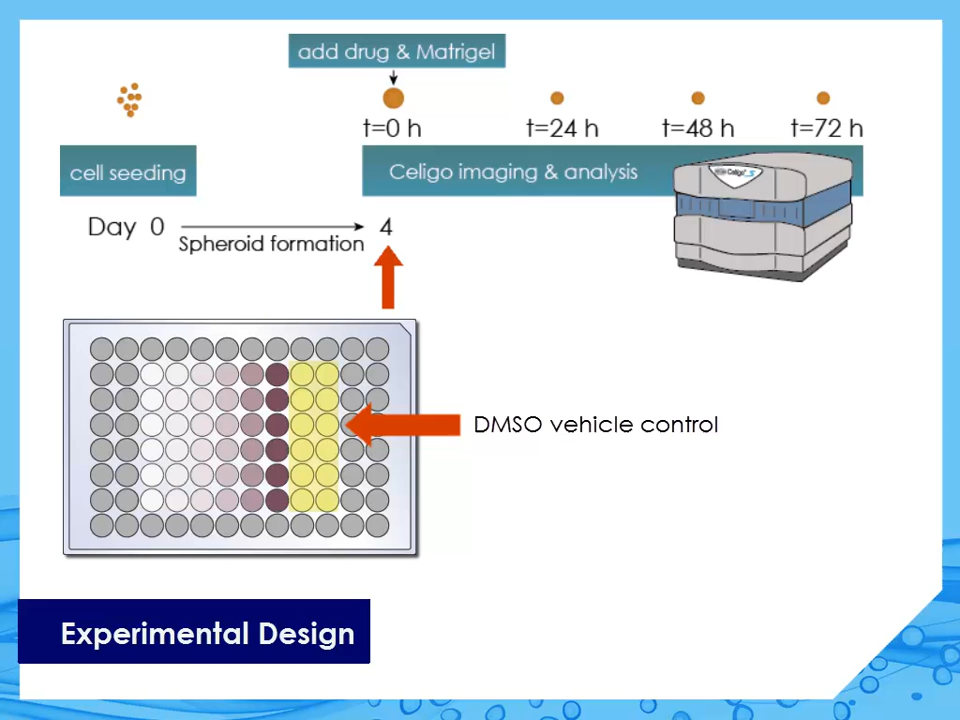 add drug & Matrigel
t=0 h
t=24 h
t=48 h
t=72 h
cell seeding
Celigo imaging & analysis
Celigo S
Day 0
4
Spheroid formation
DMSO vehicle control
Experimental Design